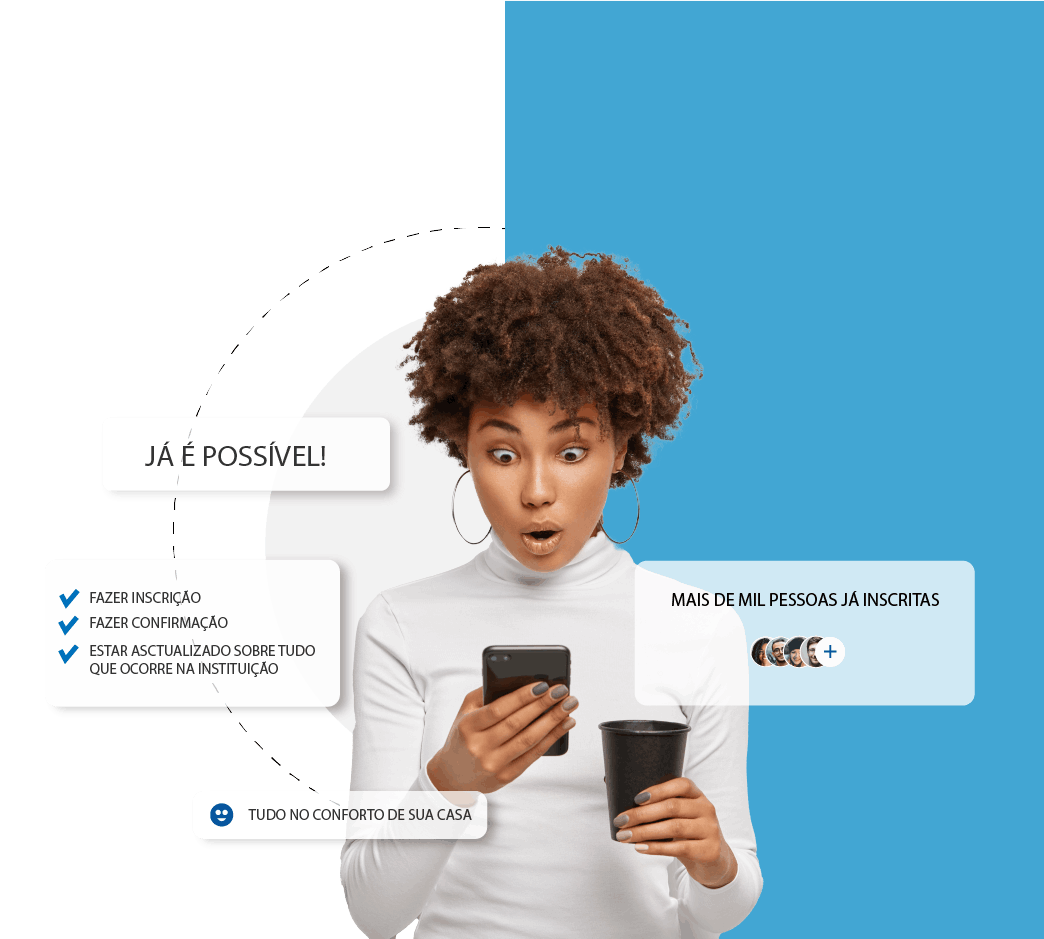 JÁ É POSSÍVEL!
FAZER INSCRIÇÃO
FAZER CONFIRMAÇÃO
ESTAR ASCTUALIZADO SOBRE TUDO
QUE OCORRE NA INSTITUIÇÃO
MAIS DE MIL PESSOAS JÁ INSCRITAS
+
TUDO NO CONFORTO DE SUA CASA